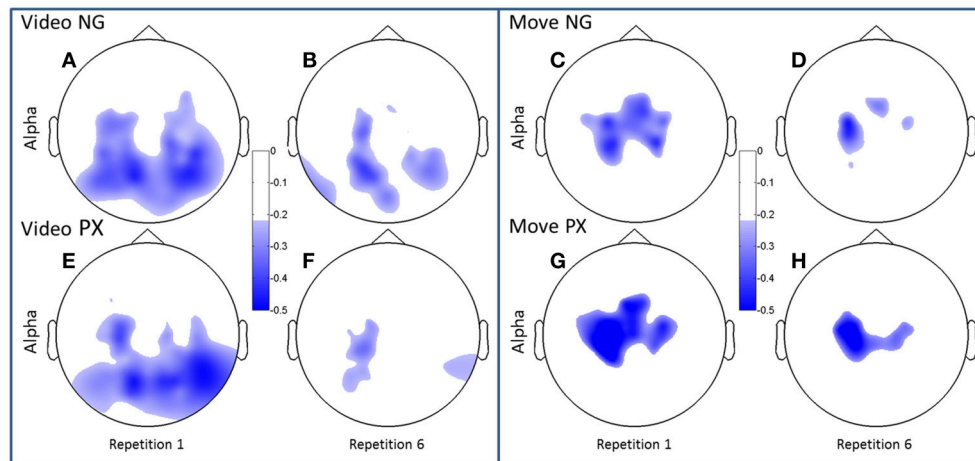 Video NG
Move NG
A
B
C
D
Alpha
Alpha
0
-0.1
-0.2
-0.3
-0.4
-0.5
0
-0.1
-0.2
-0.3
-0.4
-0.5
Video PX
Move PX
E
F
G
H
Alpha
Alpha
Repetition 1
Repetition 6
Repetition 1
Repetition 6